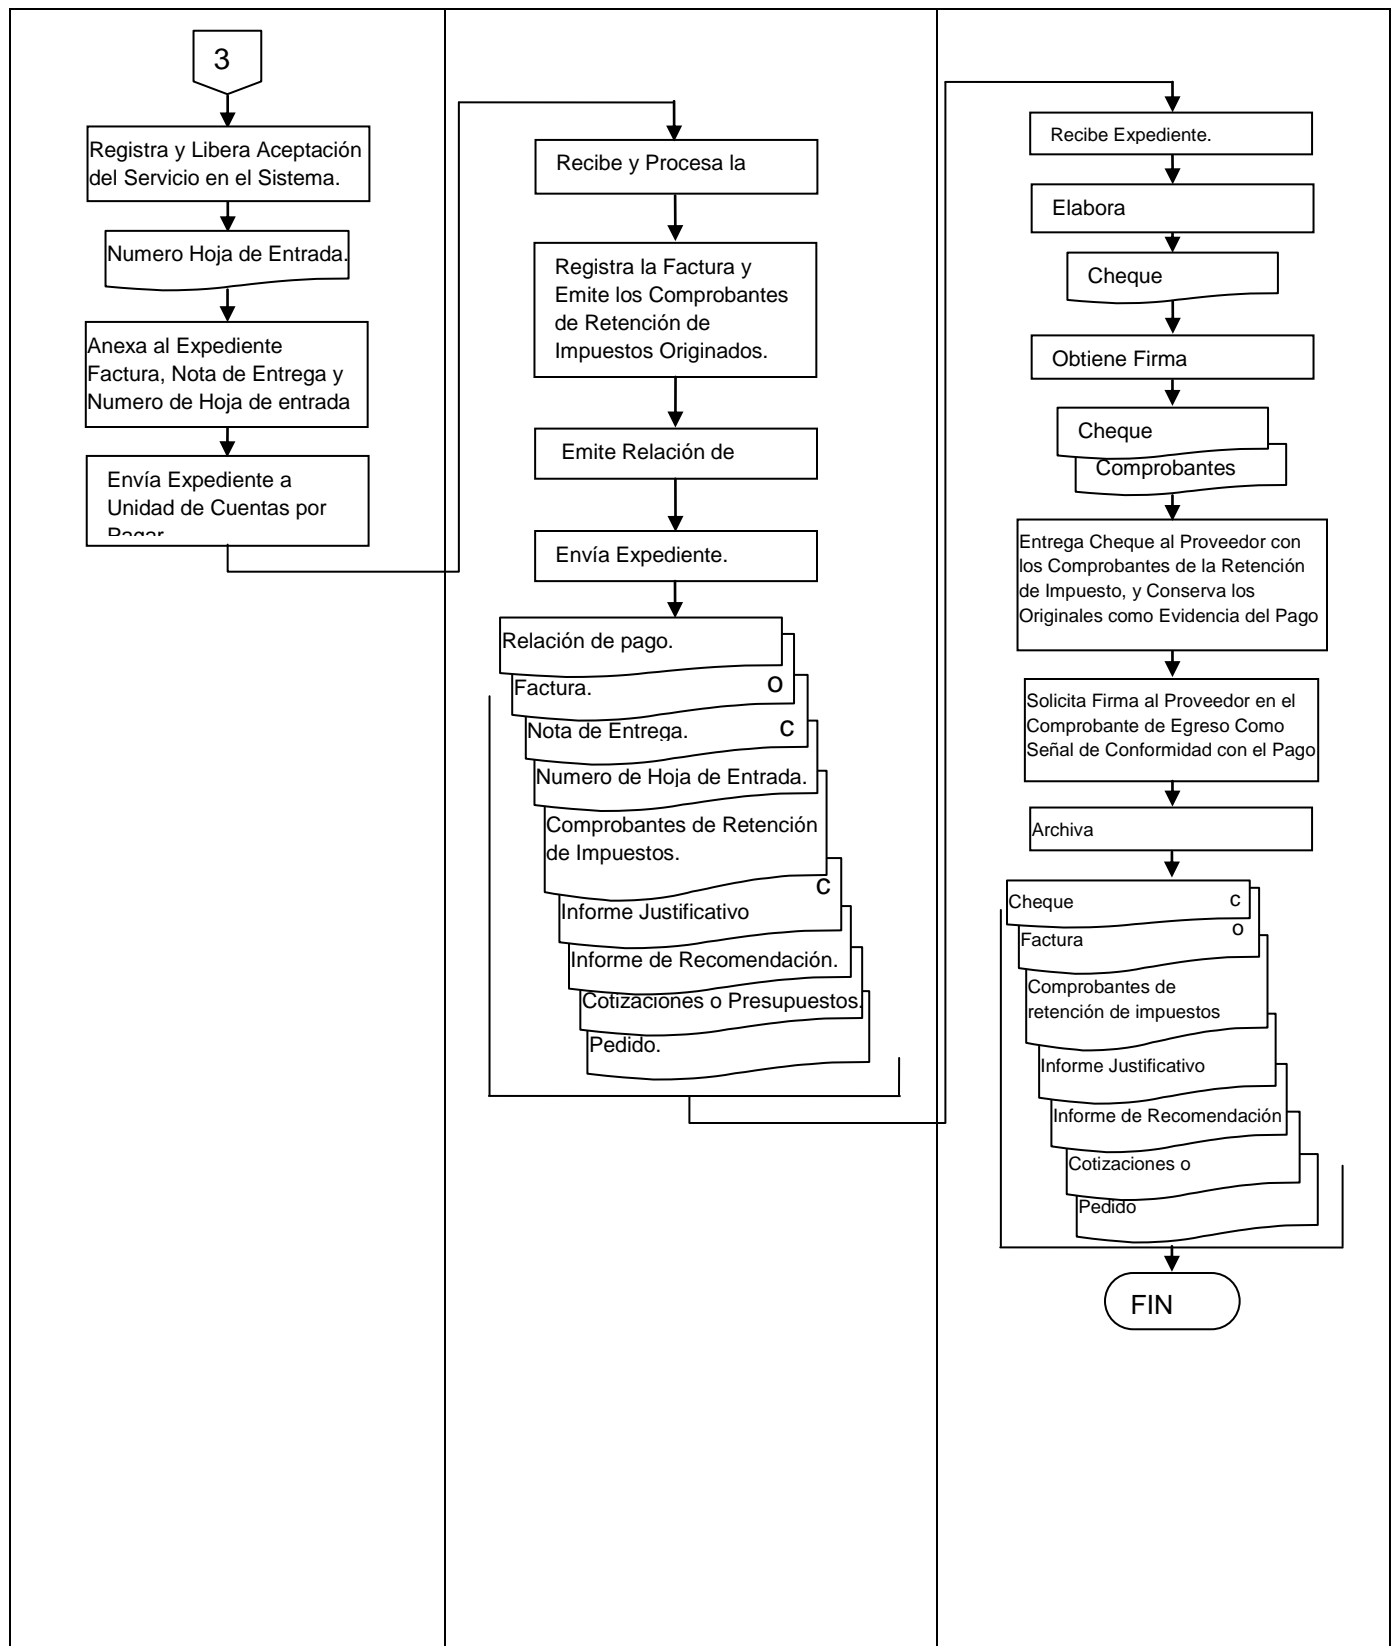 3
Registra y Libera Aceptación
del Servicio en el Sistema.
Numero Hoja de Entrada.
Anexa al Expediente
Factura, Nota de Entrega y
Numero de Hoja de entrada
Envía Expediente a
Unidad de Cuentas por
Pagar
Recibe y Procesa la
Registra la Factura y
Emite los Comprobantes
de Retención de
Impuestos Originados.
Emite Relación de
Envía Expediente.
Relación de pago.
Factura. O
Nota de Entrega. C
Numero de Hoja de Entrada.
Comprobantes de Retención
de Impuestos.
C
Informe Justificativo
Informe de Recomendación.
Cotizaciones o Presupuestos.
Pedido.
Recibe Expediente.
Elabora
Cheque
Obtiene Firma
Cheque
Comprobantes
Entrega Cheque al Proveedor con
los Comprobantes de la Retención
de Impuesto, y Conserva los
Originales como Evidencia del Pago
Solicita Firma al Proveedor en el
Comprobante de Egreso Como
Señal de Conformidad con el Pago
Archiva
Cheque c
Factura o
Comprobantes de
retención de impuestos
Informe Justificativo
Informe de Recomendación
Cotizaciones o
Pedido
FIN